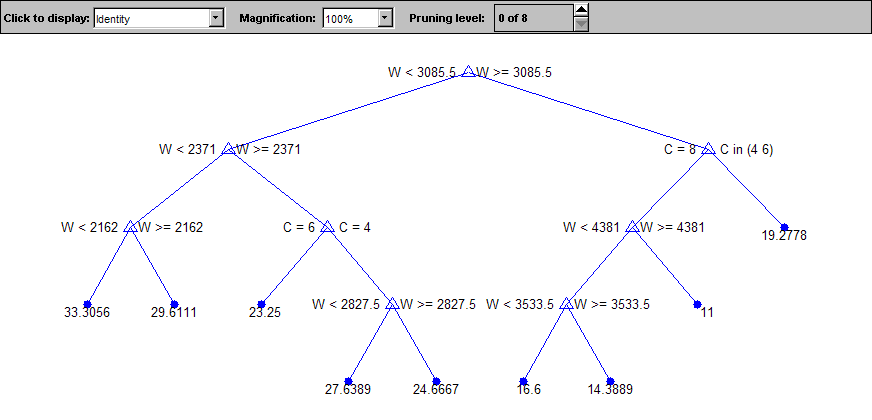 Click to display: Identity Magnification: 100% Pruning level: 0 of 8
W < 3085.5 W >= 3085.5
W < 2371 W >= 2371 C = 8 C in (4 6)
W < 2162 W >= 2162 C = 6 C = 4 W < 4381 W >= 4381 19.2778
33.3056 29.6111 23.25 W < 2827.5 W >= 2827.5 W < 3533.5 W >= 3533.5 11
27.6389 24.6667 16.6 14.3889